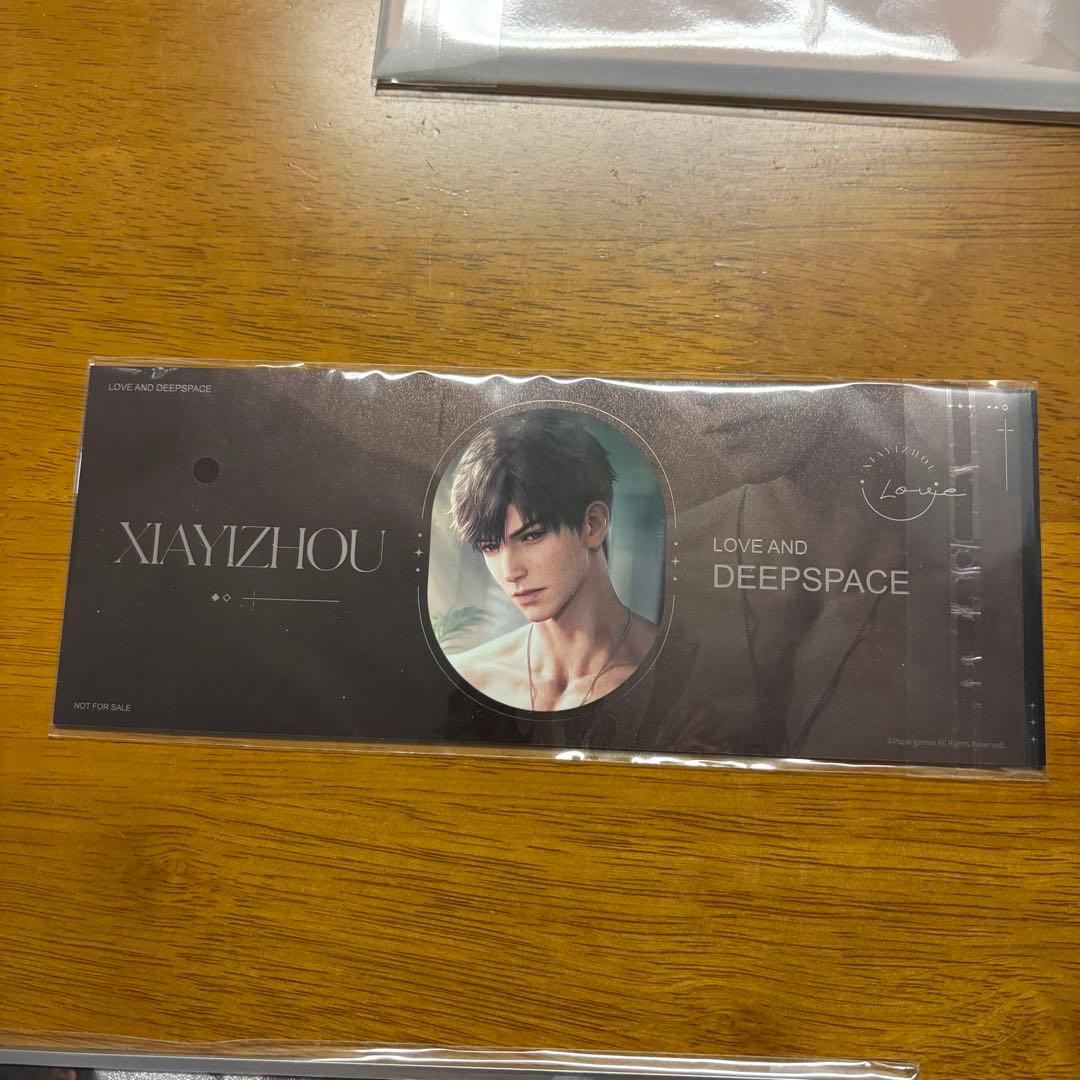 LOVE AND DEEPSPACE
XIAYIZHOU
NOT FOR SALE
LOVE AND
DEEPSPACE
XIAYIZHOU
Love
©Papergames All Rights Reserved.